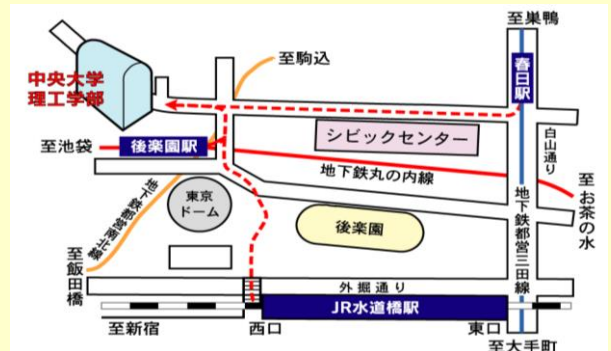 至巣鴨
至駒込
春日駅
中央大学
理工学部
白山通り
シビックセンター
至池袋
後楽園駅
地下鉄丸の内線
至お茶の水
東京
ドーム
地下鉄都営南北線
地下鉄都営三田線
後楽園
至飯田橋
外掘通り
JR水道橋駅
至新宿
西口
東口
至大手町